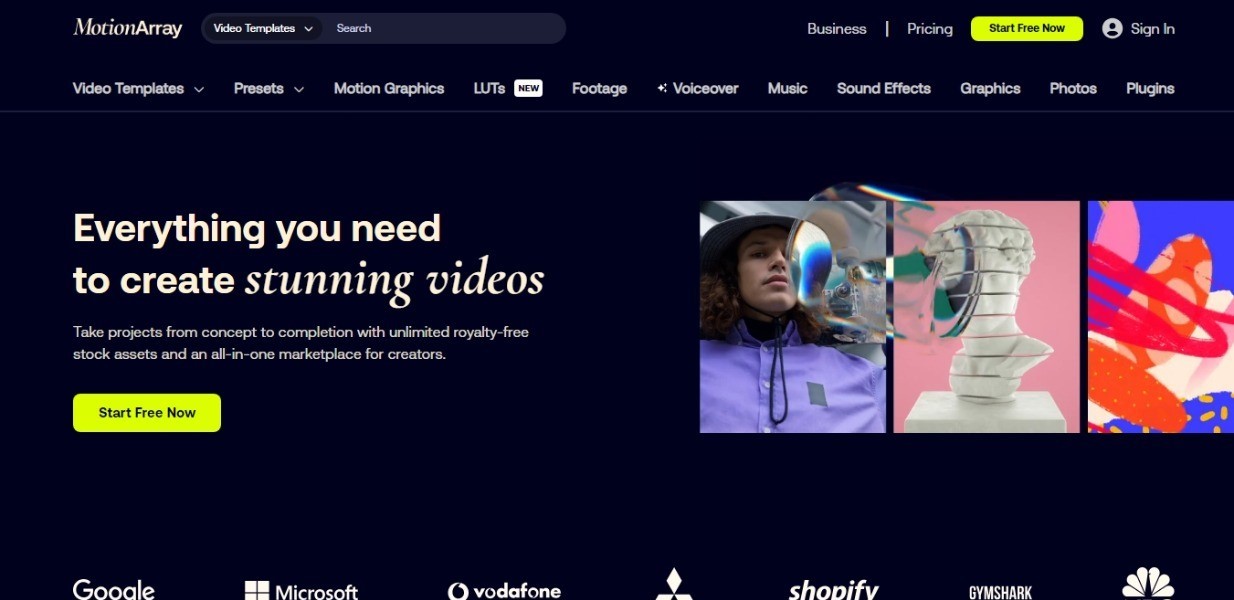 MotionArray Video Templates Search Business | Pricing Start Free Now Sign In
Video Templates Presets Motion Graphics LUTs NEW Footage Voiceover Music Sound Effects Graphics Photos Plugins
Everything you need
to create stunning videos
Take projects from concept to completion with unlimited royalty-free
stock assets and an all-in-one marketplace for creators.
Start Free Now
Google Microsoft vodafone shopify GYMSHARK